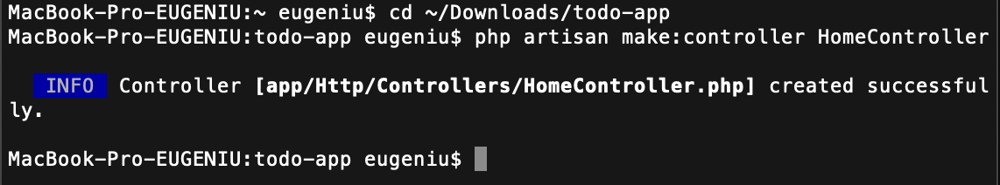 MacBook-Pro-EUGENIU:~ eugeniu$ cd ~/Downloads/todo-app
MacBook-Pro-EUGENIU:todo-app eugeniu$ php artisan make:controller HomeController
INFO Controller [app/Http/Controllers/HomeController.php] created successful
ly.
MacBook-Pro-EUGENIU:todo-app eugeniu$